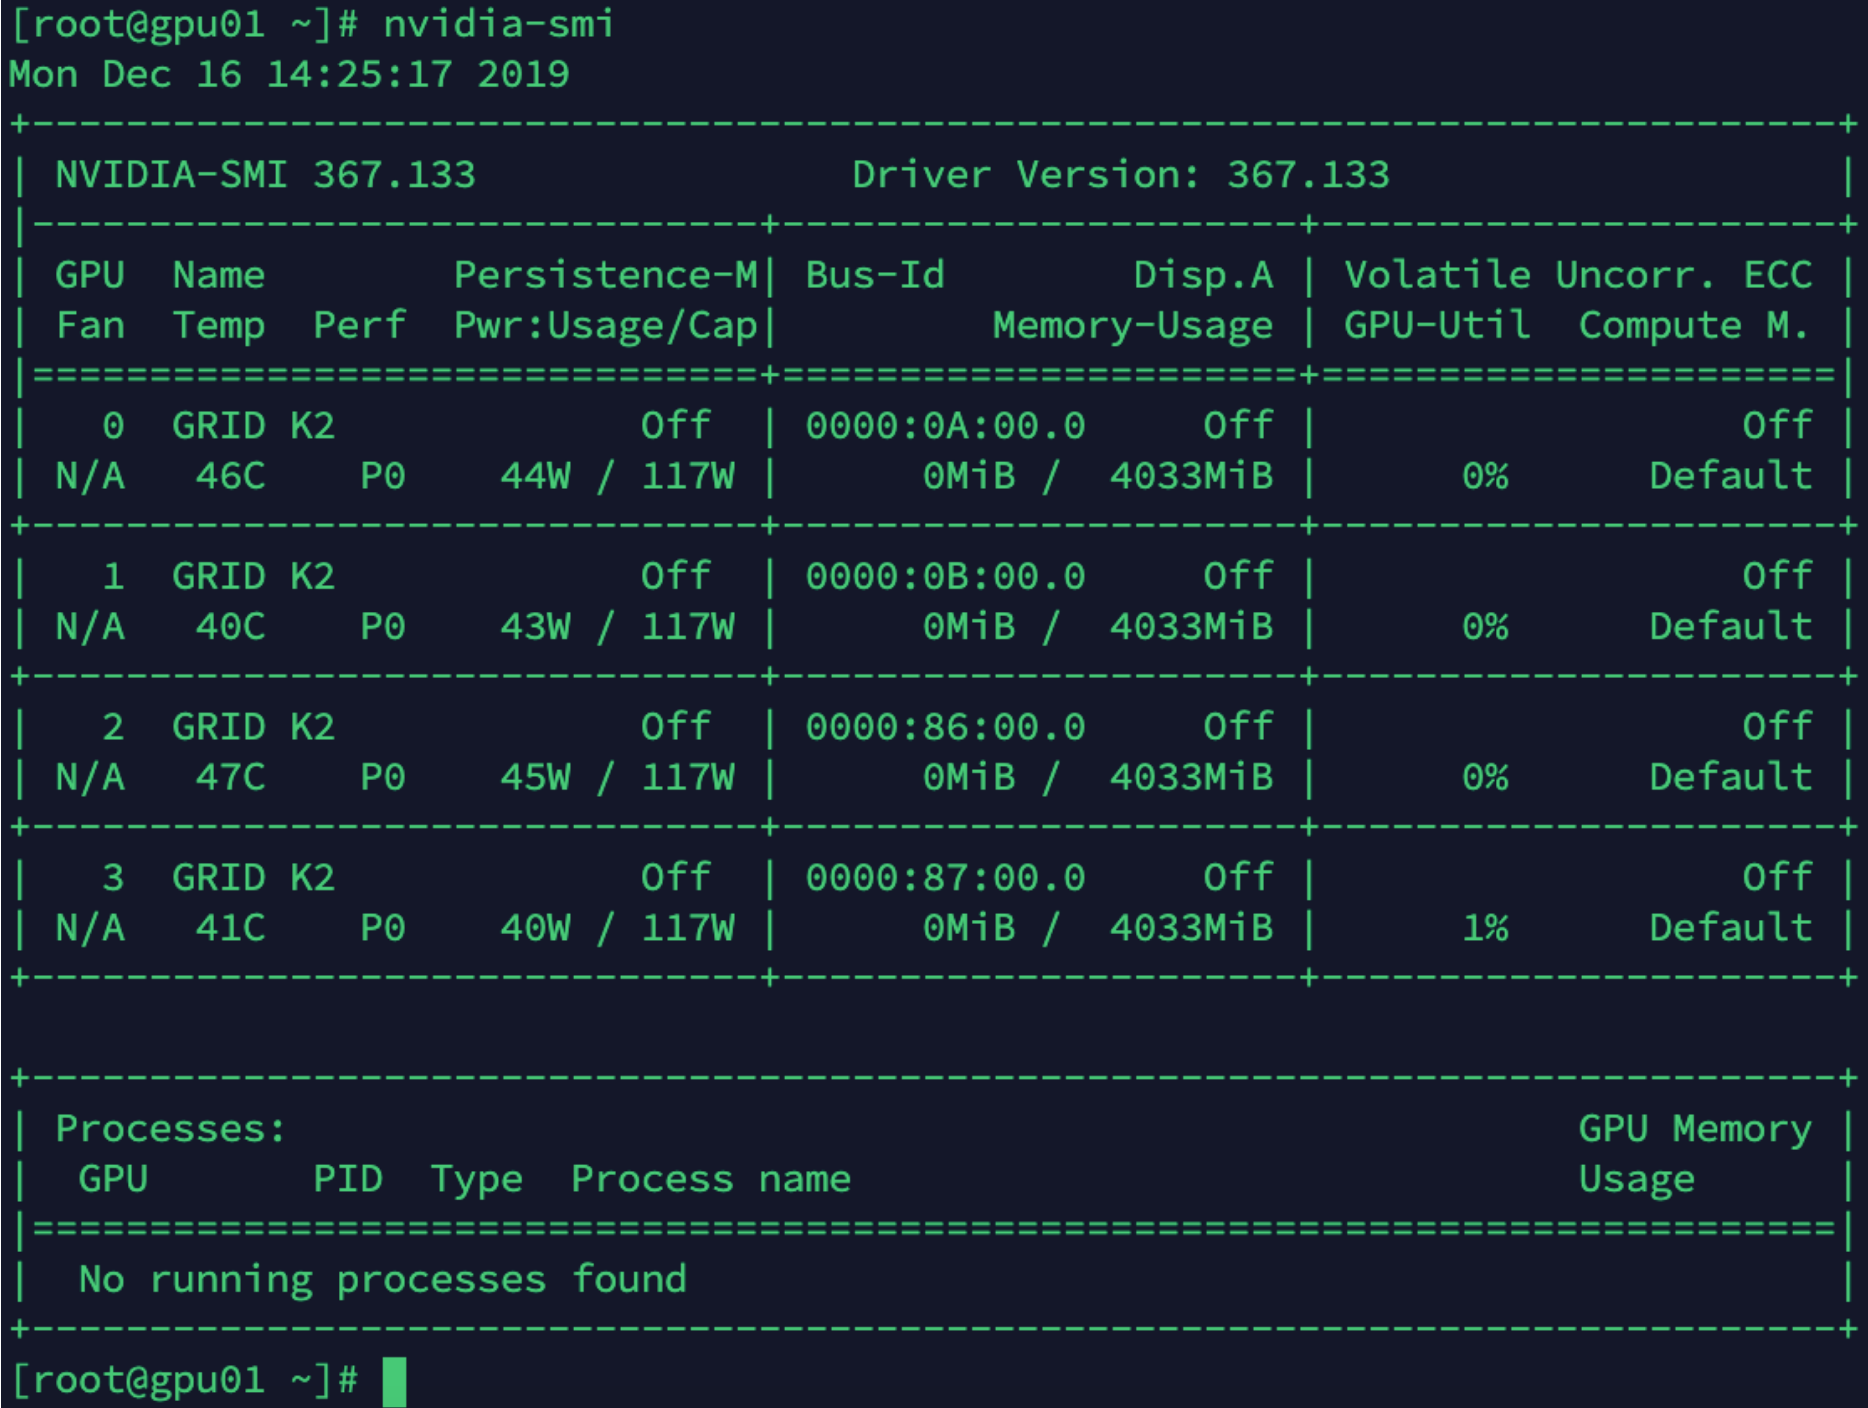 [root@gpu01 ~]# nvidia-smi
Mon Dec 16 14:25:17 2019
+-----------------------------------------------------------------------------+
| NVIDIA-SMI 367.133                Driver Version: 367.133                   |
|-------------------------------+----------------------+----------------------+
| GPU  Name        Persistence-M| Bus-Id        Disp.A | Volatile Uncorr. ECC |
| Fan  Temp  Perf  Pwr:Usage/Cap|         Memory-Usage | GPU-Util  Compute M. |
|===============================+======================+======================|
|   0  GRID K2             Off  | 0000:0A:00.0     Off |                  Off |
| N/A   46C    P0    44W / 117W |      0MiB /  4033MiB |      0%      Default |
+-------------------------------+----------------------+----------------------+
|   1  GRID K2             Off  | 0000:0B:00.0     Off |                  Off |
| N/A   40C    P0    43W / 117W |      0MiB /  4033MiB |      0%      Default |
+-------------------------------+----------------------+----------------------+
|   2  GRID K2             Off  | 0000:86:00.0     Off |                  Off |
| N/A   47C    P0    45W / 117W |      0MiB /  4033MiB |      0%      Default |
+-------------------------------+----------------------+----------------------+
|   3  GRID K2             Off  | 0000:87:00.0     Off |                  Off |
| N/A   41C    P0    40W / 117W |      0MiB /  4033MiB |      1%      Default |
+-------------------------------+----------------------+----------------------+

+-----------------------------------------------------------------------------+
| Processes:                                                       GPU Memory |
|  GPU       PID  Type  Process name                               Usage      |
|=============================================================================|
|  No running processes found                                                 |
+-----------------------------------------------------------------------------+
[root@gpu01 ~]#